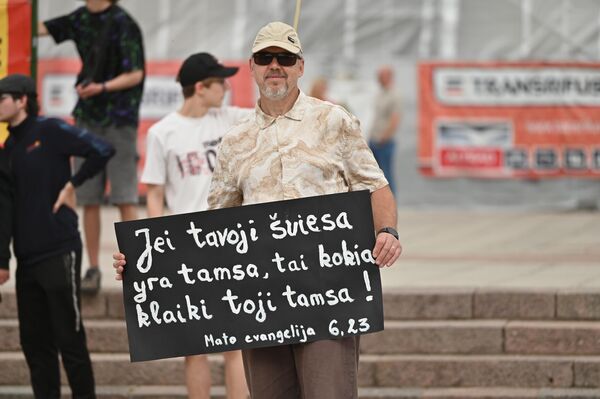 Jei tavoji šviesa
yra tamsa, tai kokia
klaiki toji tamsa !
Mato evangelija 6,23
TRANSRIFUS